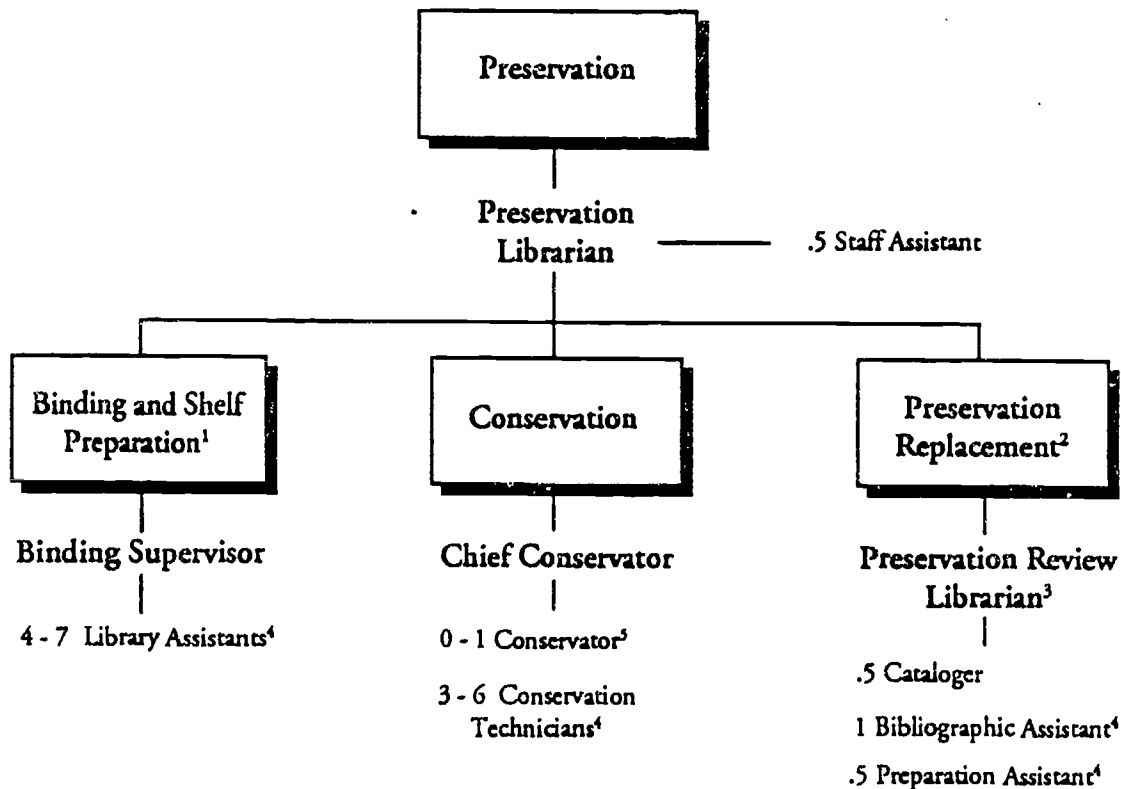 Preservation
Preservation
Librarian
.5 Staff Assistant
Binding and Shelf
Preparation¹
Conservation
Preservation
Replacement²
Binding Supervisor
4 - 7 Library Assistants⁴
Chief Conservator
0 - 1 Conservator⁵
3 - 6 Conservation
Technicians⁴
Preservation Review
Librarian³
.5 Cataloger
1 Bibliographic Assistant⁴
.5 Preparation Assistant⁴